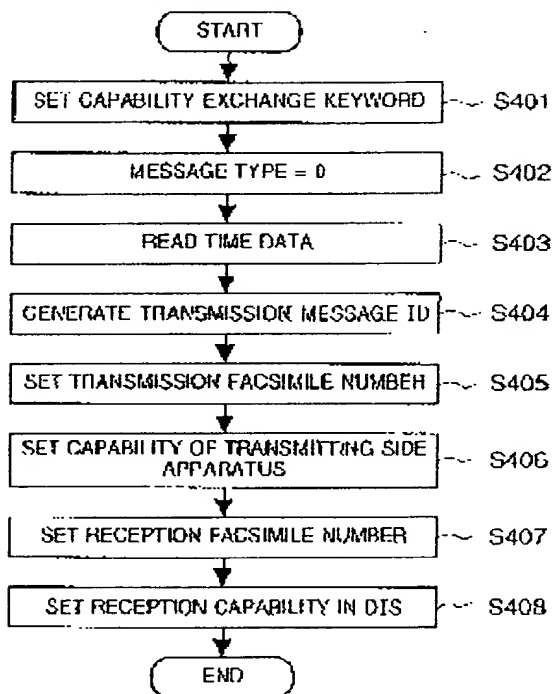 START
SET CAPABILITY EXCHANGE KEYWORD S401
MESSAGE TYPE = 0 S402
READ TIME DATA S403
GENERATE TRANSMISSION MESSAGE ID S404
SET TRANSMISSION FACSIMILE NUMBER S405
SET CAPABILITY OF TRANSMITTING SIDE
APPARATUS S406
SET RECEPTION FACSIMILE NUMBER S407
SET RECEPTION CAPABILITY IN DIS S408
END